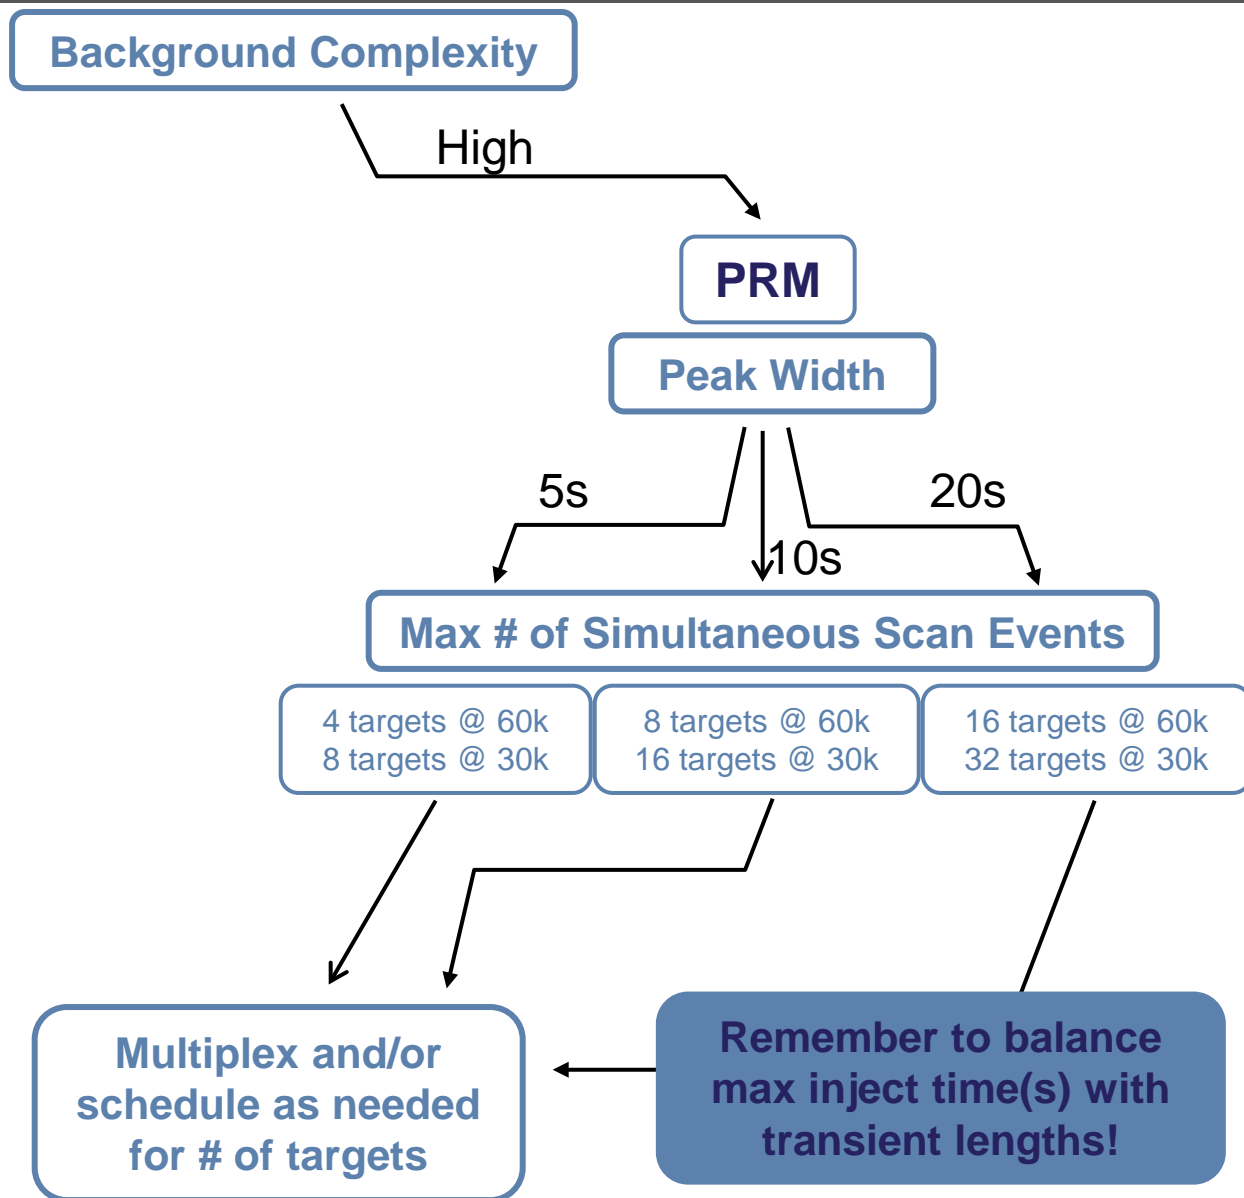 Background Complexity
High
PRM
Peak Width
5s
10s
20s
Max # of Simultaneous Scan Events
4 targets @ 60k
8 targets @ 30k
8 targets @ 60k
16 targets @ 30k
16 targets @ 60k
32 targets @ 30k
Multiplex and/or
schedule as needed
for # of targets
Remember to balance
max inject time(s) with
transient lengths!